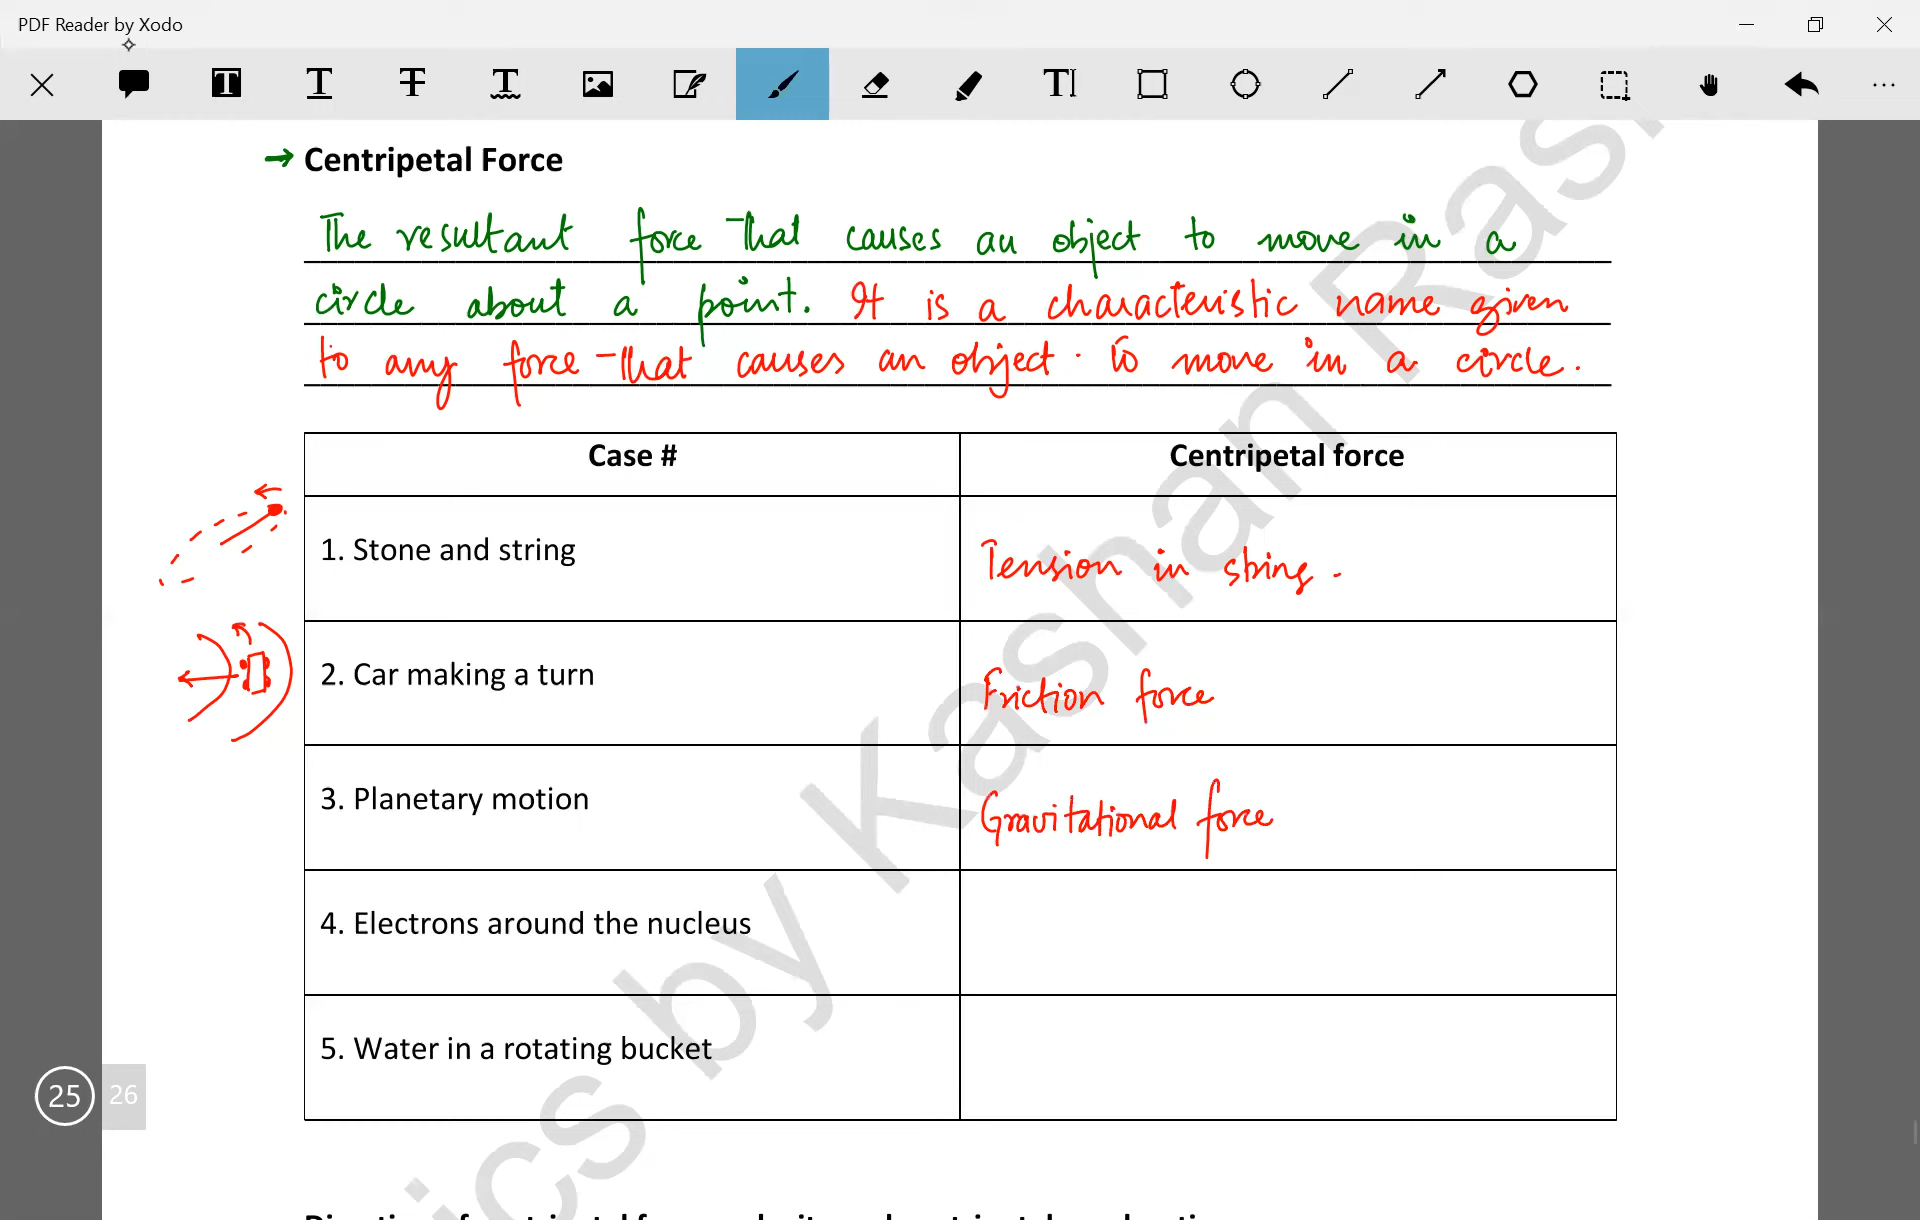 PDF Reader by Xodo
→ Centripetal Force
The resultant force that causes an object to move in a
circle about a point. It is a characteristic name given
to any force that causes an object to move in a circle.
Case # Centripetal force
1. Stone and string Tension in string.
2. Car making a turn Friction force
3. Planetary motion Gravitational force
4. Electrons around the nucleus
5. Water in a rotating bucket
25 26
ics by Kashan Rash